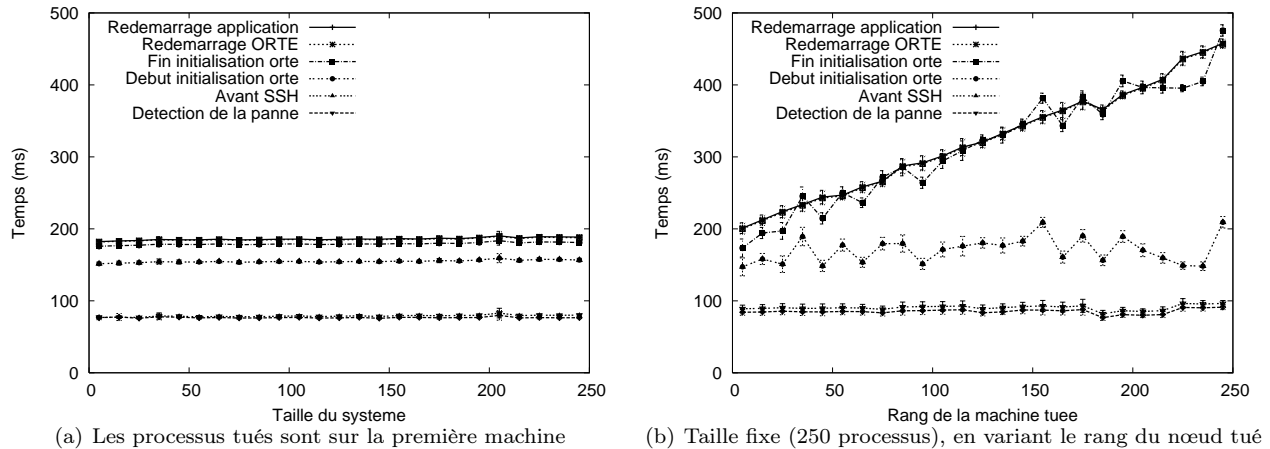 500
400
300
200
100
0
Temps (ms)
Redemarrage application
Redemarrage ORTE
Fin initialisation orte
Debut initialisation orte
Avant SSH
Detection de la panne
0 50 100 150 200 250
Taille du systeme
(a) Les processus tués sont sur la première machine
500
400
300
200
100
0
Temps (ms)
Redemarrage application
Redemarrage ORTE
Fin initialisation orte
Debut initialisation orte
Avant SSH
Detection de la panne
0 50 100 150 200 250
Rang de la machine tuee
(b) Taille fixe (250 processus), en variant le rang du nœud tué